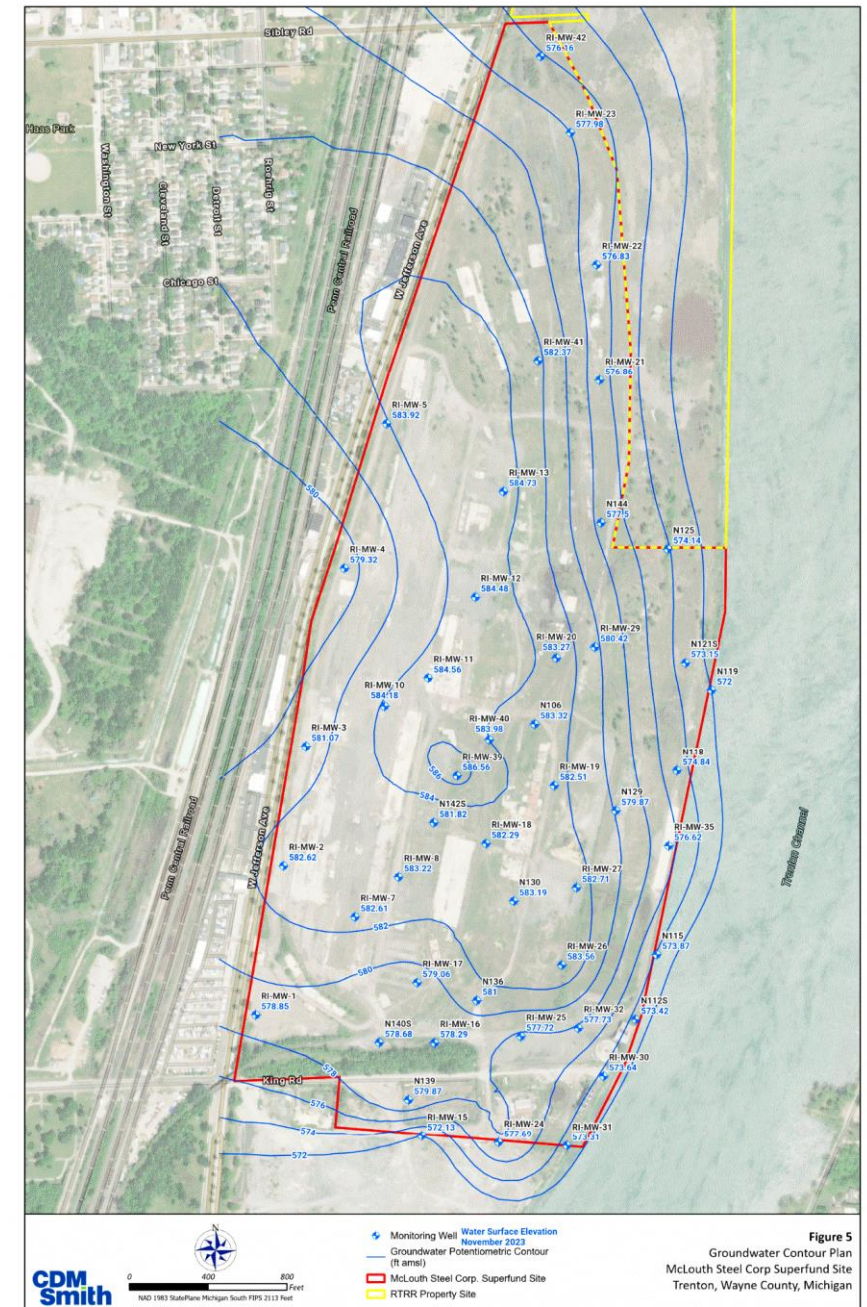 Sibley Rd
Haas Park
New York St
Washington St
Cleveland St
Detroit St
Roehrig St
Chicago St
Penn Central Railroad
W Jefferson Ave
RI-MW-42
576.16
RI-MW-23
577.98
RI-MW-22
576.83
RI-MW-41
582.37
RI-MW-21
576.86
RI-MW-5
583.92
RI-MW-13
584.73
580
N144
577.5
N125
574.14
RI-MW-4
579.32
RI-MW-12
584.48
RI-MW-29
580.42
RI-MW-20
583.27
N121S
573.15
RI-MW-11
584.56
N119
572
RI-MW-10
584.18
N106
583.32
RI-MW-3
581.07
RI-MW-40
583.98
RI-MW-39
586.56
586
584
RI-MW-19
582.51
N118
574.84
N142S
581.82
N129
579.87
RI-MW-18
582.29
RI-MW-35
576.62
Penn Central Railroad
W Jefferson Ave
Trenton Channel
RI-MW-2
582.62
RI-MW-8
583.22
RI-MW-27
582.71
N130
583.19
RI-MW-7
582.61
582
N115
573.87
RI-MW-17
579.06
580
RI-MW-26
583.56
N136
581
RI-MW-1
578.85
N112S
573.42
RI-MW-32
577.73
RI-MW-25
577.72
N140S
578.68
RI-MW-16
578.29
578
RI-MW-30
573.64
King Rd
N139
579.87
576
RI-MW-15
572.13
574
RI-MW-24
577.69
RI-MW-31
573.31
572
N
CDM
Smith
0 400 800
Feet
NAD 1983 StatePlane Michigan South FIPS 2113 Feet
Monitoring Well Water Surface Elevation
November 2023
Groundwater Potentiometric Contour
(ft amsl)
McLouth Steel Corp. Superfund Site
RTRR Property Site
Figure 5
Groundwater Contour Plan
McLouth Steel Corp Superfund Site
Trenton, Wayne County, Michigan